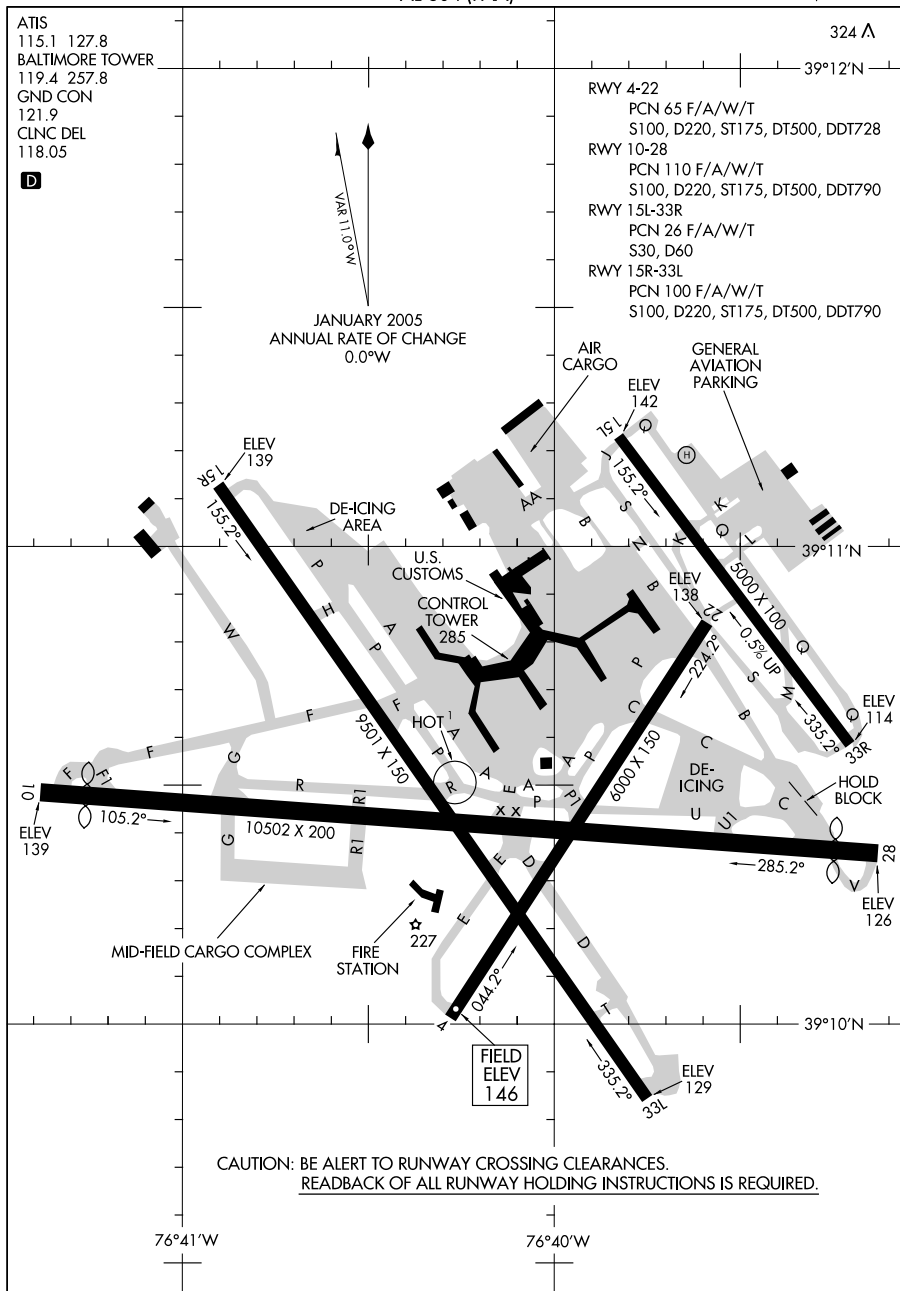 ATIS
115.1 127.8
BALTIMORE TOWER
119.4 257.8
GND CON
121.9
CLNC DEL
118.05
D
324
39°12'N
RWY 4-22
PCN 65 F/A/W/T
S100, D220, ST175, DT500, DDT728
RWY 10-28
PCN 110 F/A/W/T
S100, D220, ST175, DT500, DDT790
RWY 15L-33R
PCN 26 F/A/W/T
S30, D60
RWY 15R-33L
PCN 100 F/A/W/T
S100, D220, ST175, DT500, DDT790
VAR 11.0°W
JANUARY 2005
ANNUAL RATE OF CHANGE
0.0°W
AIR
CARGO
GENERAL
AVIATION
PARKING
ELEV
142
15L
Q
H
J
155.2°
ELEV
139
15R
155.2°
DE-ICING
AREA
AA
B
S
N
K
K
Q
L
39°11'N
U.S.
CUSTOMS
CONTROL
TOWER
285
P
H
A
P
W
B
ELEV
138
22
5000 X 100
0.5% UP
224.2°
P
C
S
M
Q
335.2°
Q
ELEV
114
33R
HOT 1
F
A
P
F
F
G
9501 X 150
6000 X 150
C
B
DE-
ICING
HOLD
BLOCK
F
F1
R
R1
R
A
A
A
P
E
P
P1
X X
U
U1
C
10
105.2°
10502 X 200
ELEV
139
G
R1
E
D
285.2°
28
V
ELEV
126
MID-FIELD CARGO COMPLEX
FIRE
STATION
227
E
D
044.2°
4
T
39°10'N
FIELD
ELEV
146
335.2°
33L
ELEV
129
CAUTION: BE ALERT TO RUNWAY CROSSING CLEARANCES.
READBACK OF ALL RUNWAY HOLDING INSTRUCTIONS IS REQUIRED.
76°41'W
76°40'W